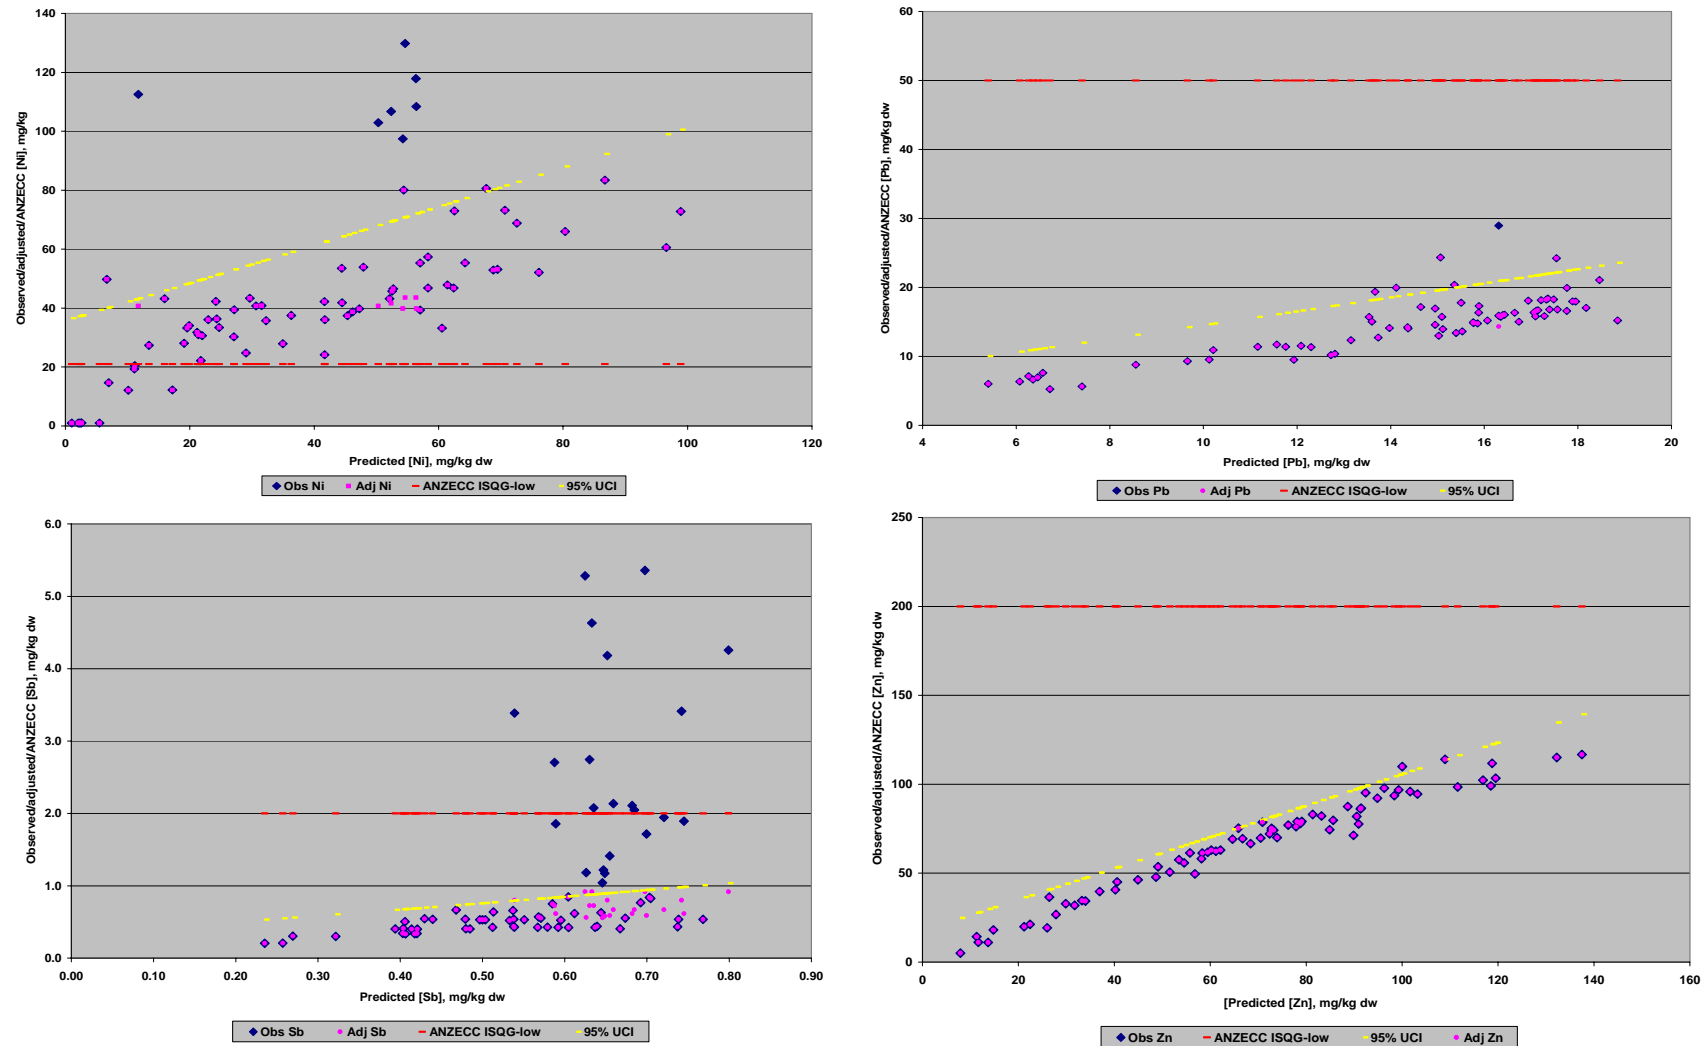 140
120
100
80
60
40
20
0
Observed/adjusted/ANZECC [Ni], mg/kg
0 20 40 60 80 100 120
Predicted [Ni], mg/kg dw
Obs Ni Adj Ni ANZECC ISQG-low 95% UCI
60
50
40
30
20
10
0
Observed/adjusted/ANZECC [Pb], mg/kg dw
4 6 8 10 12 14 16 18 20
Predicted [Pb], mg/kg dw
Obs Pb Adj Pb ANZECC ISQG-low 95% UCI
6.0
5.0
4.0
3.0
2.0
1.0
0.0
Observed/adjusted/ANZECC [Sb], mg/kg dw
0.00 0.10 0.20 0.30 0.40 0.50 0.60 0.70 0.80 0.90
Predicted [Sb], mg/kg dw
Obs Sb Adj Sb ANZECC ISQG-low 95% UCI
250
200
150
100
50
0
Observed/adjusted/ANZECC [Zn], mg/kg dw
0 20 40 60 80 100 120 140 160
[Predicted [Zn], mg/kg dw
Obs Zn ANZECC ISQG-low 95% UCI Adj Zn